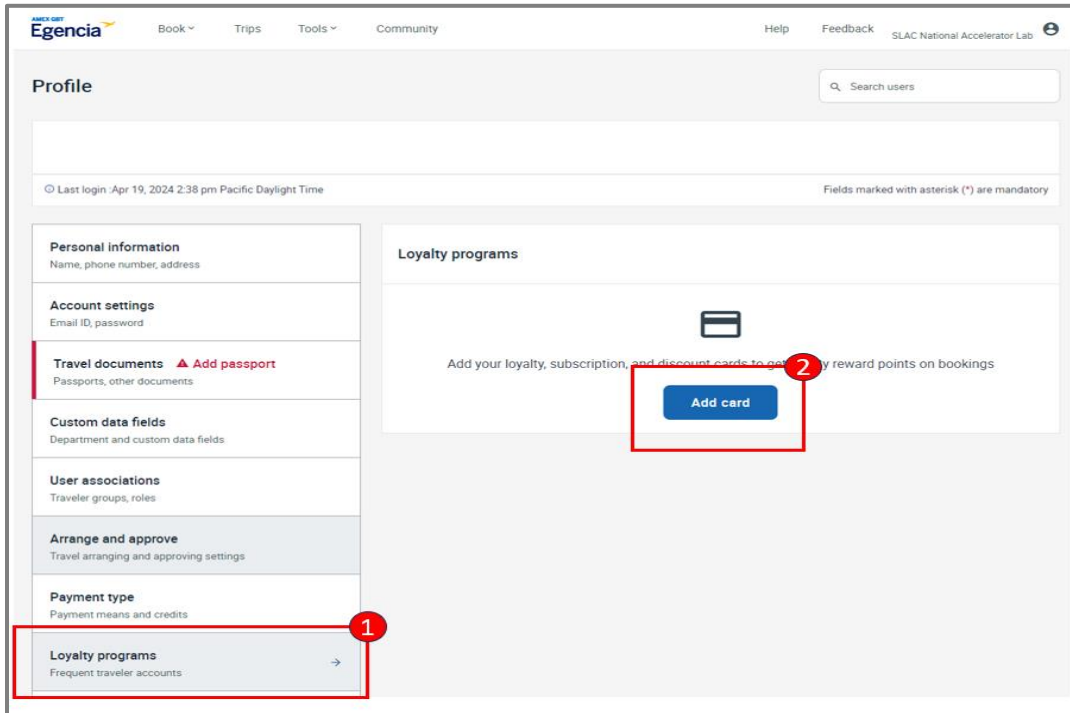 AMEX GBT
Egencia
Book Trips Tools Community Help Feedback SLAC National Accelerator Lab
Profile
Search users
Last login :Apr 19, 2024 2:38 pm Pacific Daylight Time
Fields marked with asterisk (*) are mandatory
Personal information
Name, phone number, address
Account settings
Email ID, password
Travel documents Add passport
Passports, other documents
Custom data fields
Department and custom data fields
User associations
Traveler groups, roles
Arrange and approve
Travel arranging and approving settings
Payment type
Payment means and credits
1
Loyalty programs
Frequent traveler accounts
Loyalty programs
Add your loyalty, subscription, and discount cards to get reward points on bookings
2
Add card